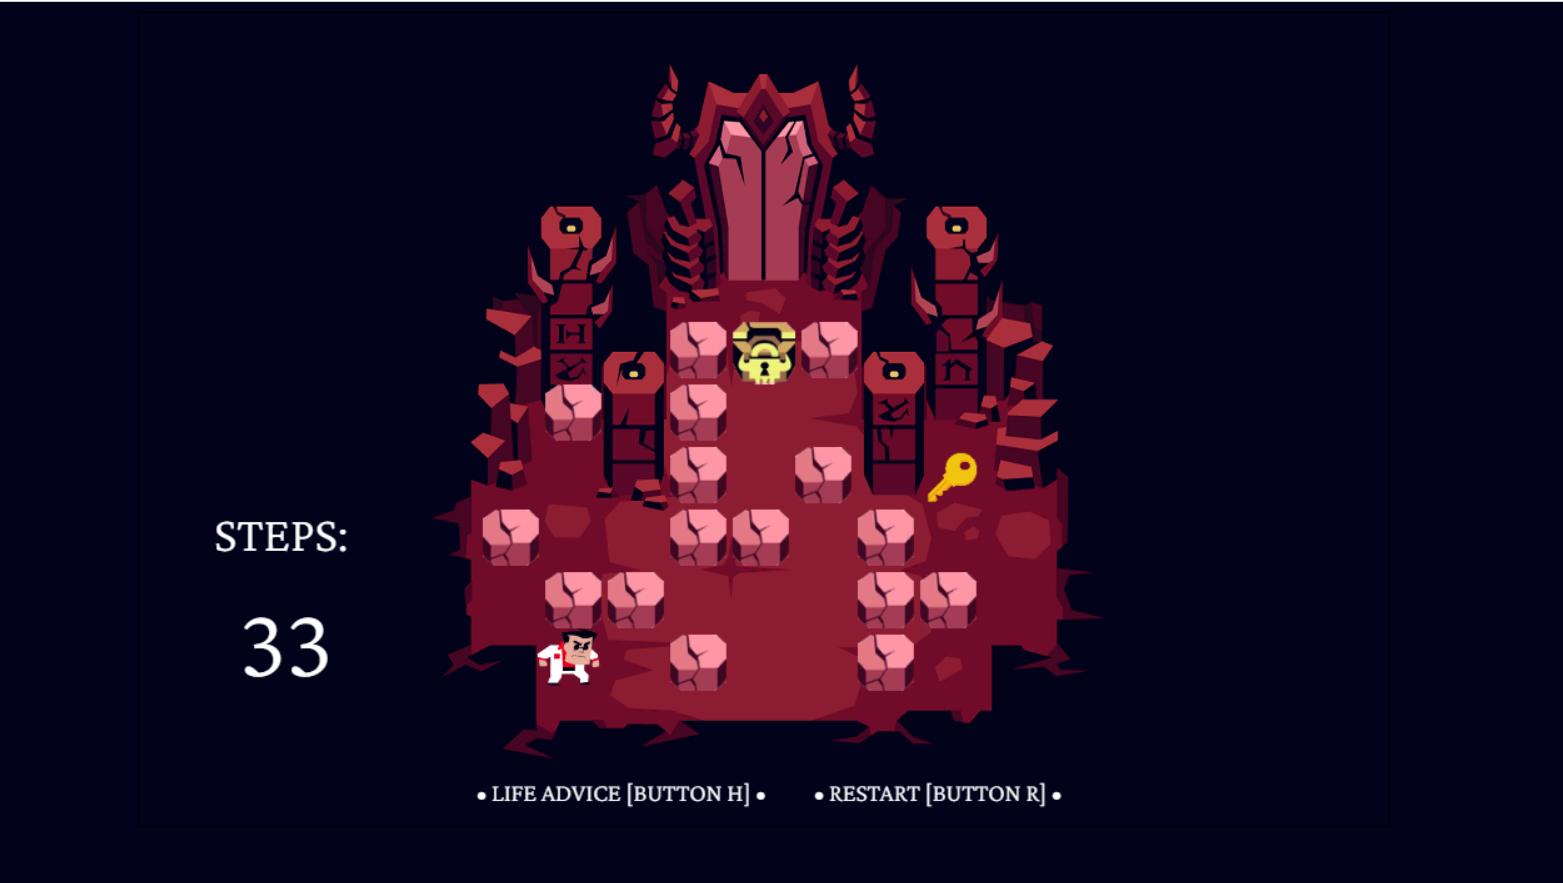 STEPS:
33
• LIFE ADVICE [BUTTON H] • • RESTART [BUTTON R] •